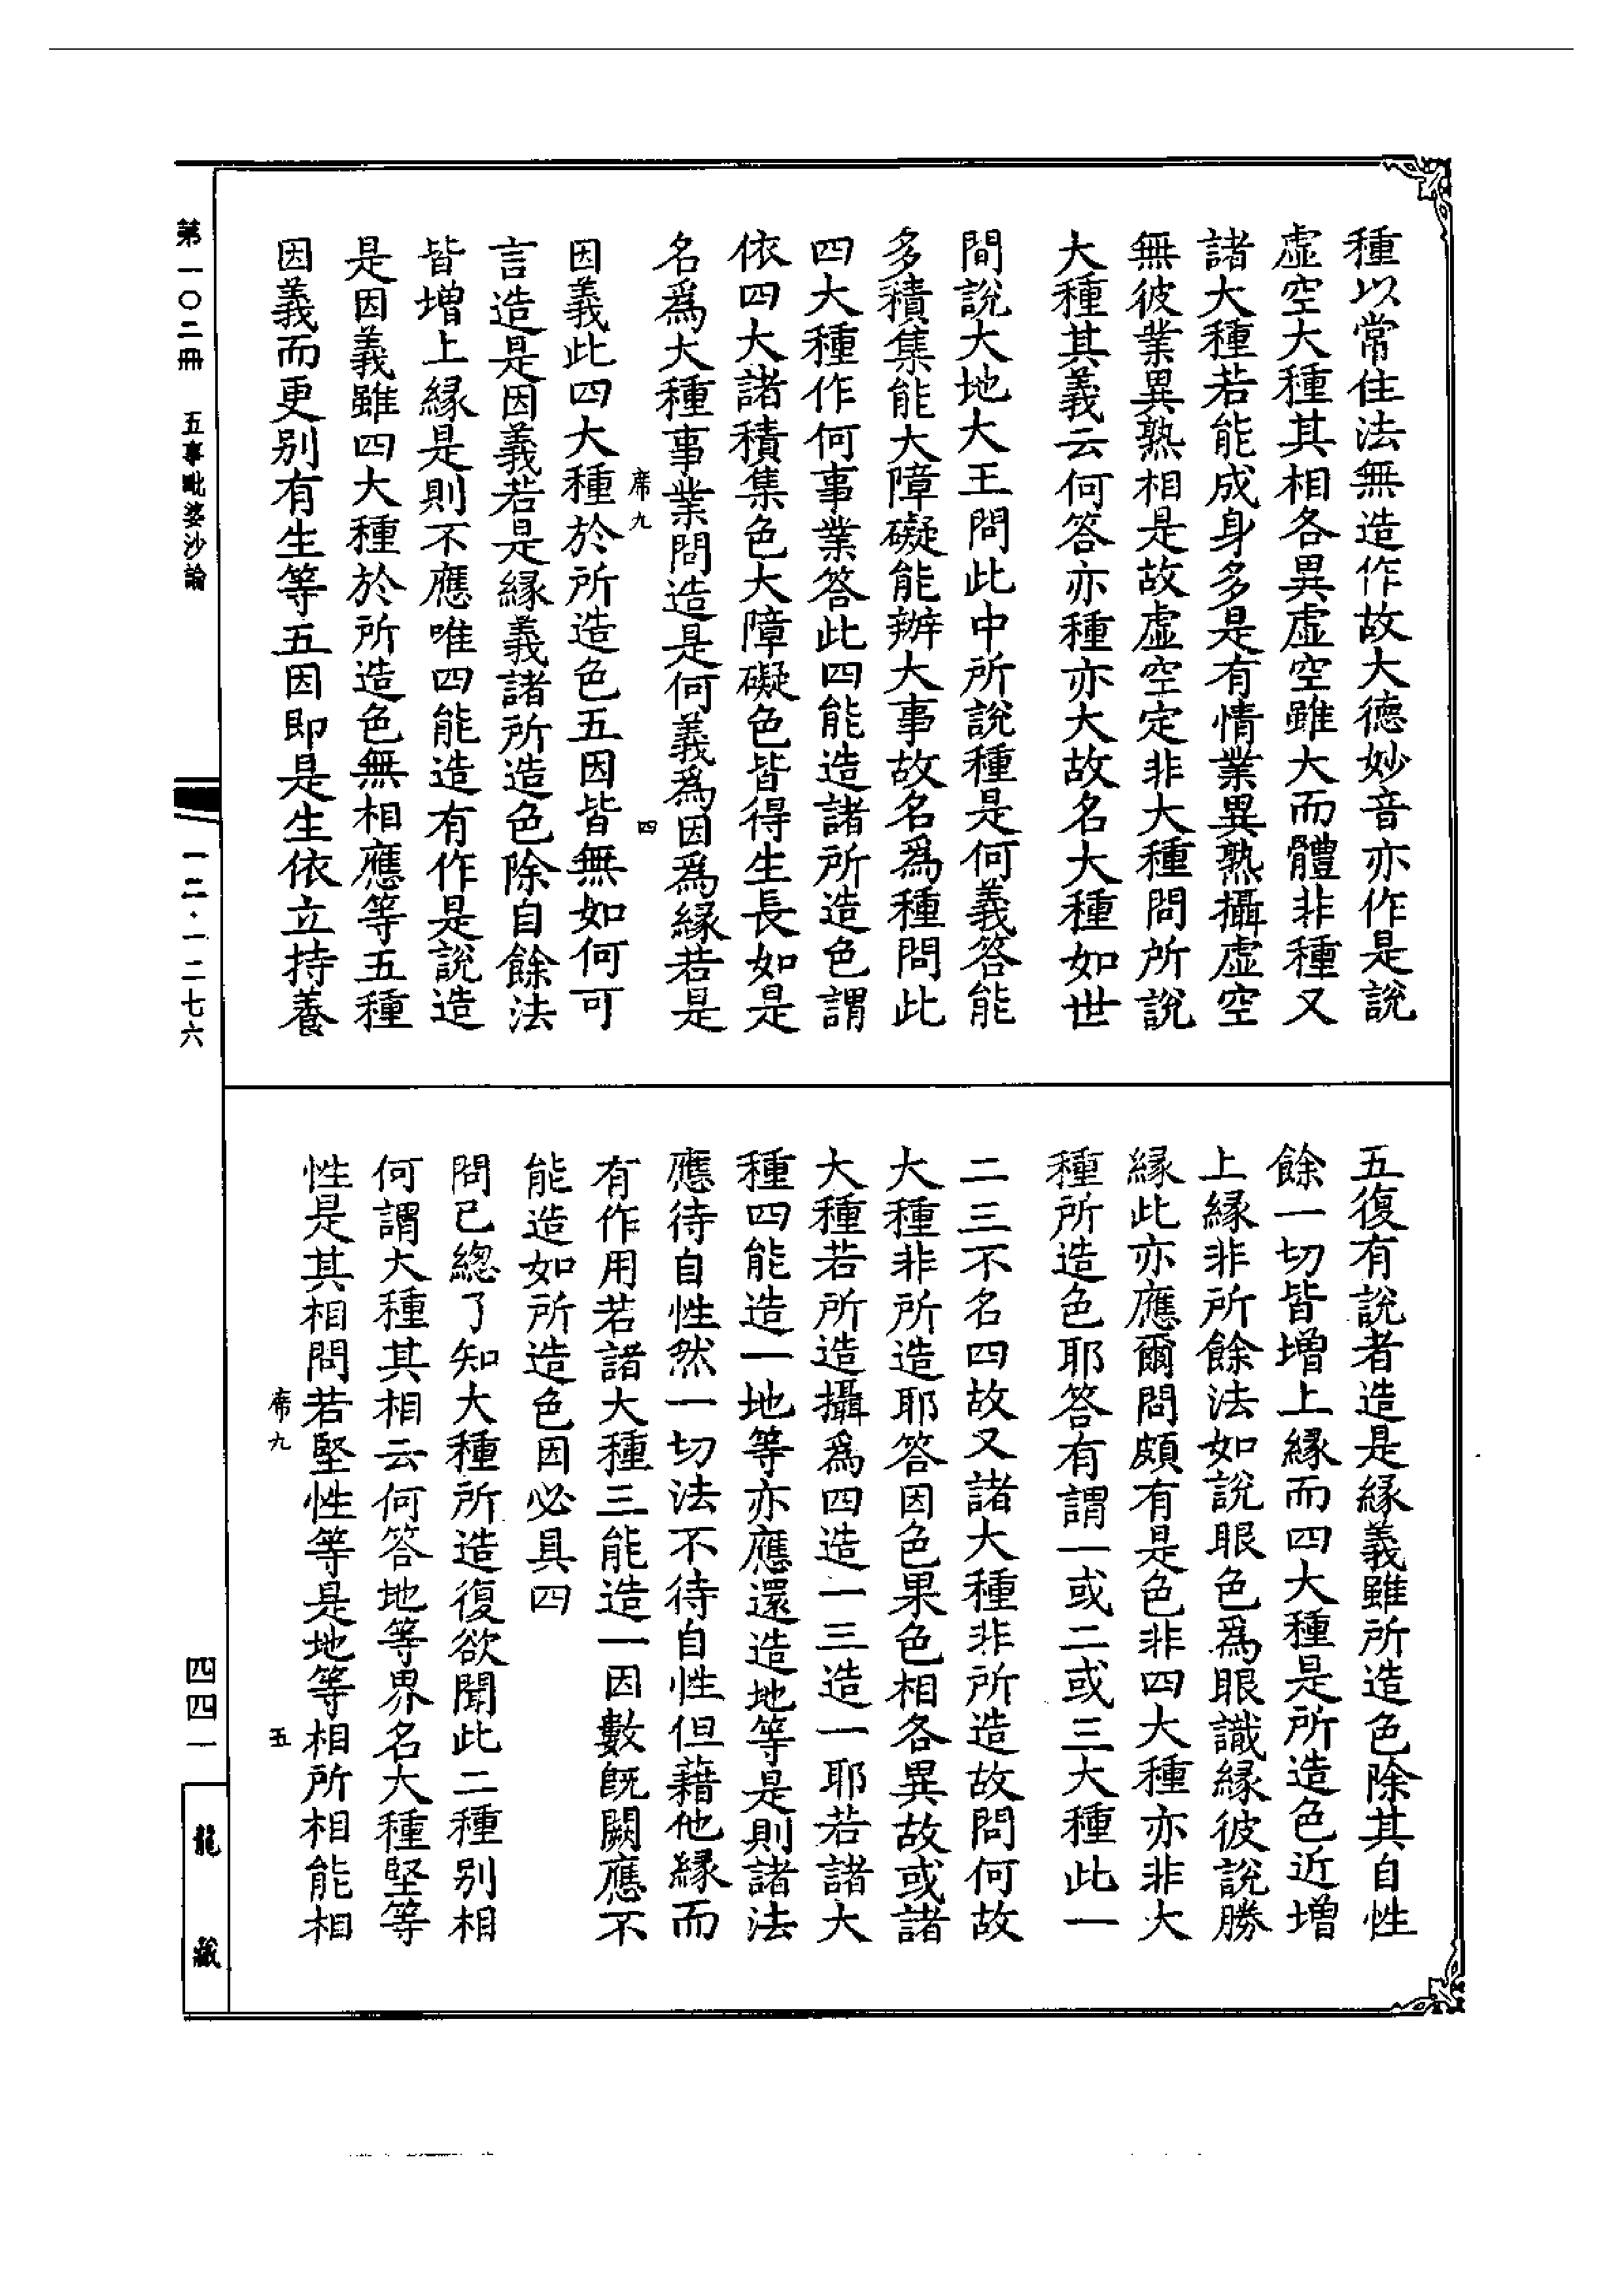 種以常住法無造作故大德妙音亦作是說
虛空大種其相各異虛空雖大而體非種又
諸大種若能成身多是有情業異熟攝虛空
無彼業異熟相是故虛空定非大種問所說
大種其義云何答亦種亦大故名大種如世
間說大地大王問此中所說種是何義答能
多積集能大障礙能辦大事故名爲種問此
四大種作何事業答此四能造諸所造色謂
依四大諸積集色大障礙色皆得生長如是
名爲大種事業問造是何義爲因爲緣若是
席九 四
因義此四大種於所造色五因皆無如何可
言造是因義若是緣義諸所造色除自餘法
皆增上緣是則不應唯四能造有作是說造
是因義雖四大種於所造色無相應等五種
因義而更別有生等五因即是生依立持養
五復有說者造是緣義雖所造色除其自性
餘一切皆增上緣而四大種是所造色近增
上緣非所餘法如說眼色爲眼識緣彼說勝
緣此亦應爾問頗有是色非四大種亦非大
種所造色耶答有謂一或二或三大種此一
二三不名四故又諸大種非所造故問何故
大種非所造耶答因色果色相各異故或諸
大種若所造攝爲四造一三造一耶若諸大
種四能造一地等亦應還造地等是則諸法
應待自性然一切法不待自性但藉他緣而
有作用若諸大種三能造一因數旣闕應不
能造如所造色因必具四
問已總了知大種所造復欲聞此二種別相
何謂大種其相云何答地等界名大種堅等
性是其相問若堅性等是地等相所相能相
席九 五
第一〇二冊 五事毗婆沙論
一二·一二七六
四四一
龍藏